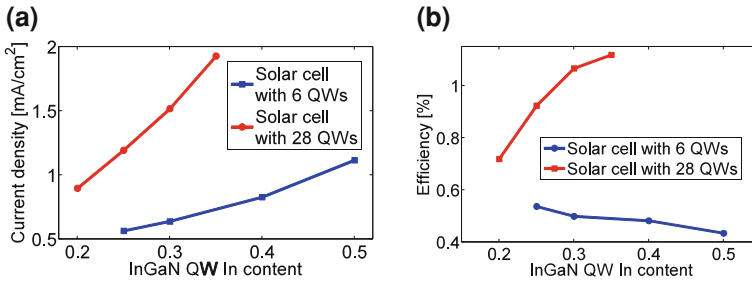 (a)
2
1.5
1
0.5
Current density [mA/cm²]
Solar cell
with 6 QWs
Solar cell
with 28 QWs
0.2 0.3 0.4 0.5
InGaN QW In content
(b)
1
0.8
0.6
0.4
Efficiency [%]
Solar cell with 6 QWs
Solar cell with 28 QWs
0.2 0.3 0.4 0.5
InGaN QW In content